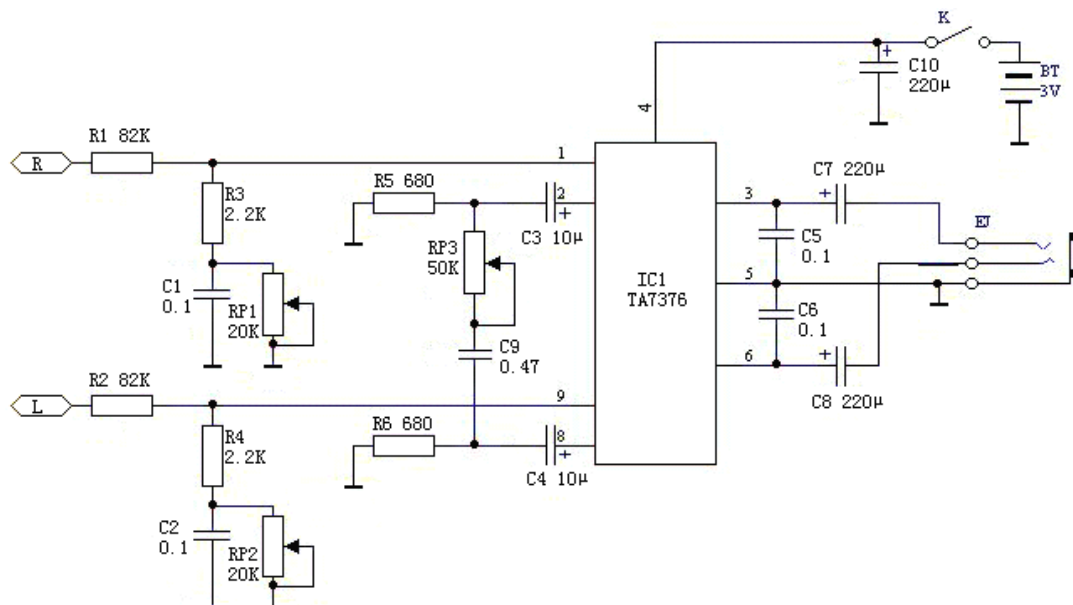 K
C10
220μ
BT
3V
4
R1 82K
R
1
R3
2.2K
R5 680
2
C3 10μ
RP3
50K
C7 220μ
3
C5
0.1
EJ
IC1
TA7376
5
C1
0.1
RP1
20K
C6
0.1
C9
0.47
6
C8 220μ
R2 82K
L
9
R4
2.2K
R6 680
8
C4 10μ
C2
0.1
RP2
20K
+
+
+
+
+